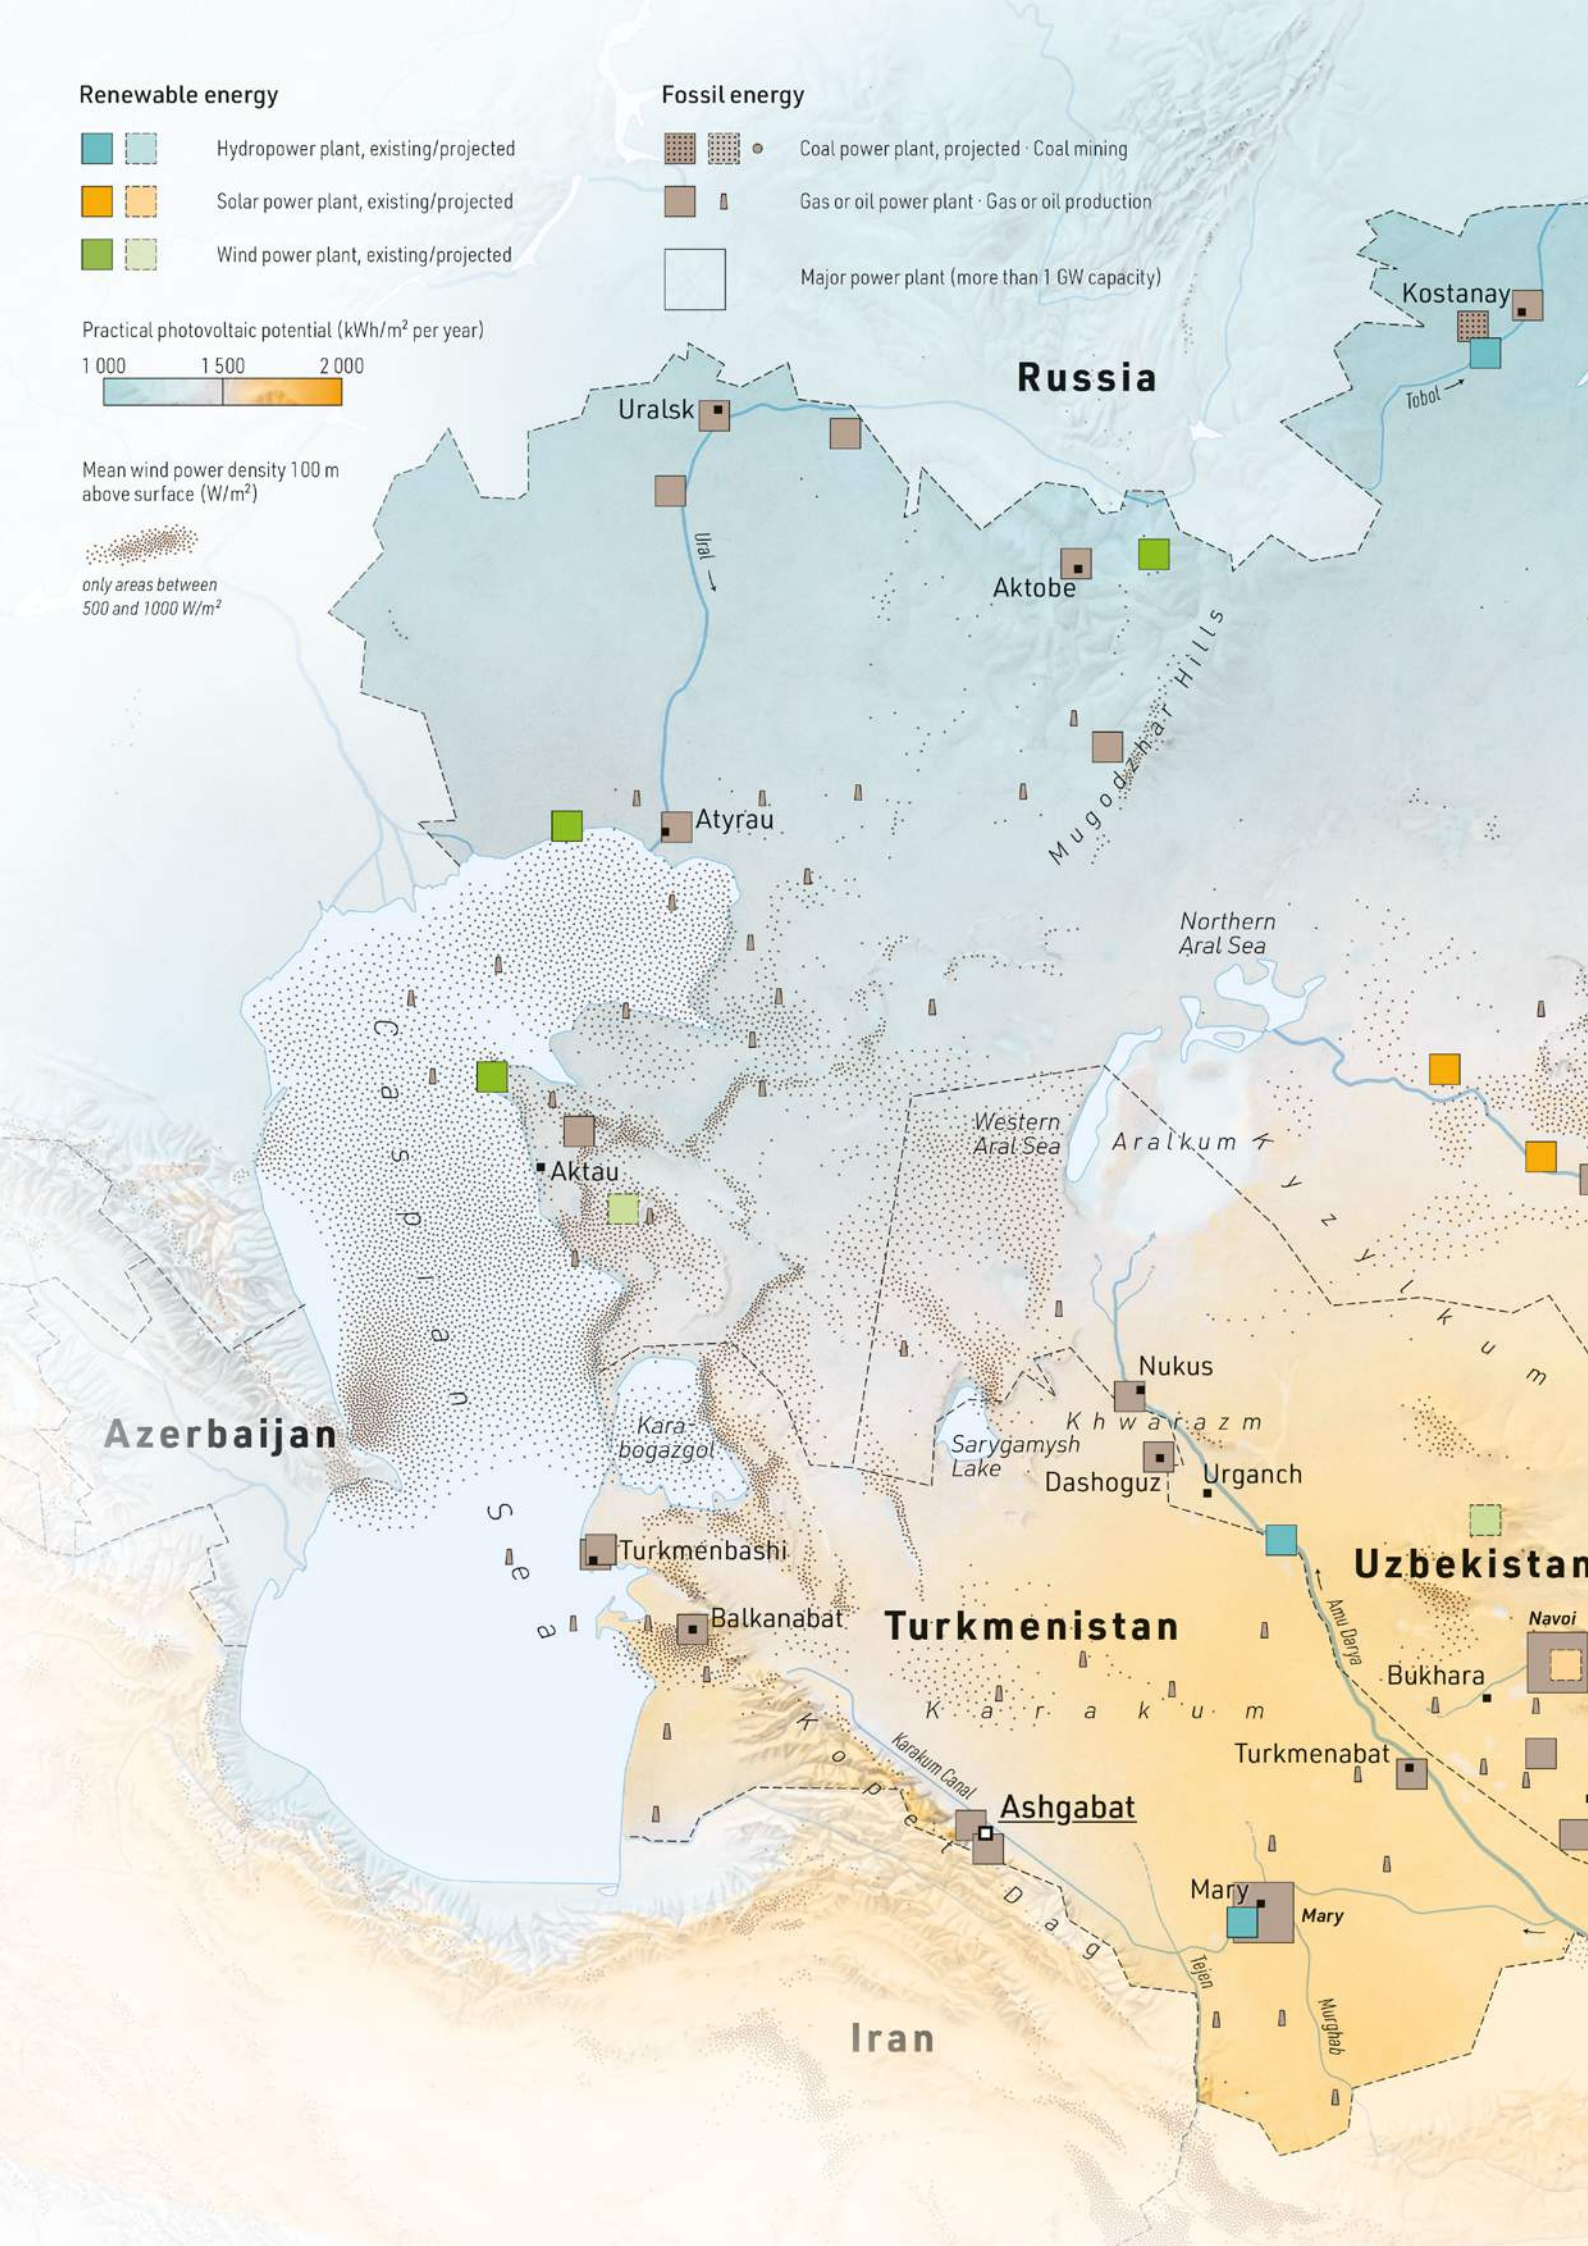 Renewable energy
Hydropower plant, existing/projected
Solar power plant, existing/projected
Wind power plant, existing/projected
Practical photovoltaic potential (kWh/m² per year)
1 000 1 500 2 000
Mean wind power density 100 m
above surface (W/m²)
only areas between
500 and 1000 W/m²
Fossil energy
Coal power plant, projected · Coal mining
Gas or oil power plant · Gas or oil production
Major power plant (more than 1 GW capacity)
Kostanay
Russia
Tobol
Uralsk
Ural
Aktobe
Mugodzhar Hills
Atyrau
Northern
Aral Sea
Caspian Sea
Western
Aral Sea
Aralkum
Kyzylkum
Aktau
Nukus
Khwarazm
Azerbaijan
Kara-
bogazgol
Sarygamysh
Lake
Dashoguz
Urganch
Turkmenbashi
Uzbekistan
Balkanabat
Turkmenistan
Amu Darya
Navoi
Bukhara
Karakum
Karakum Canal
Turkmenabat
Kopet Dag
Ashgabat
Mary
Mary
Tejen
Murghab
Iran